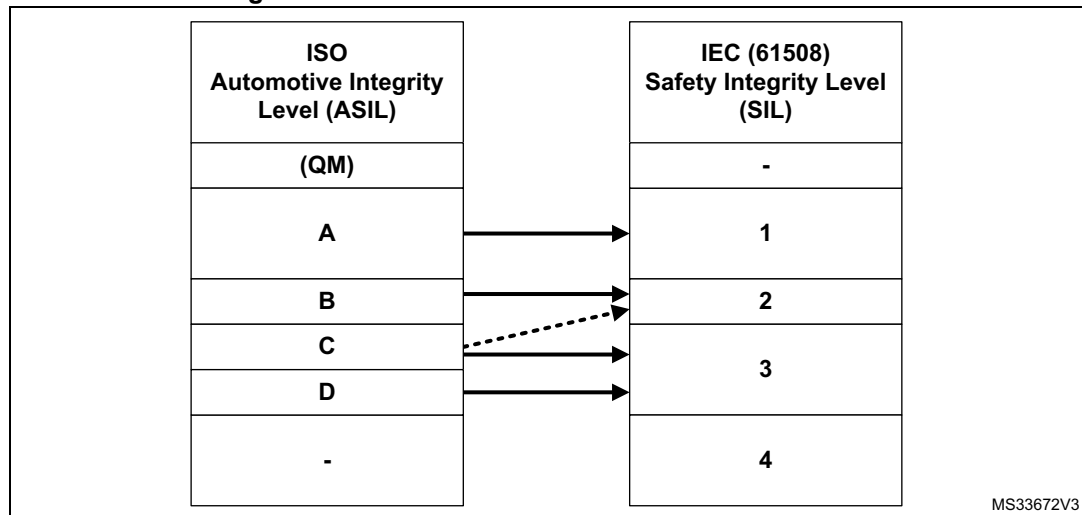 ISO
Automotive Integrity
Level (ASIL)
(QM)
A
B
C
D
-
IEC (61508)
Safety Integrity Level
(SIL)
-
1
2
3
4
MS33672V3